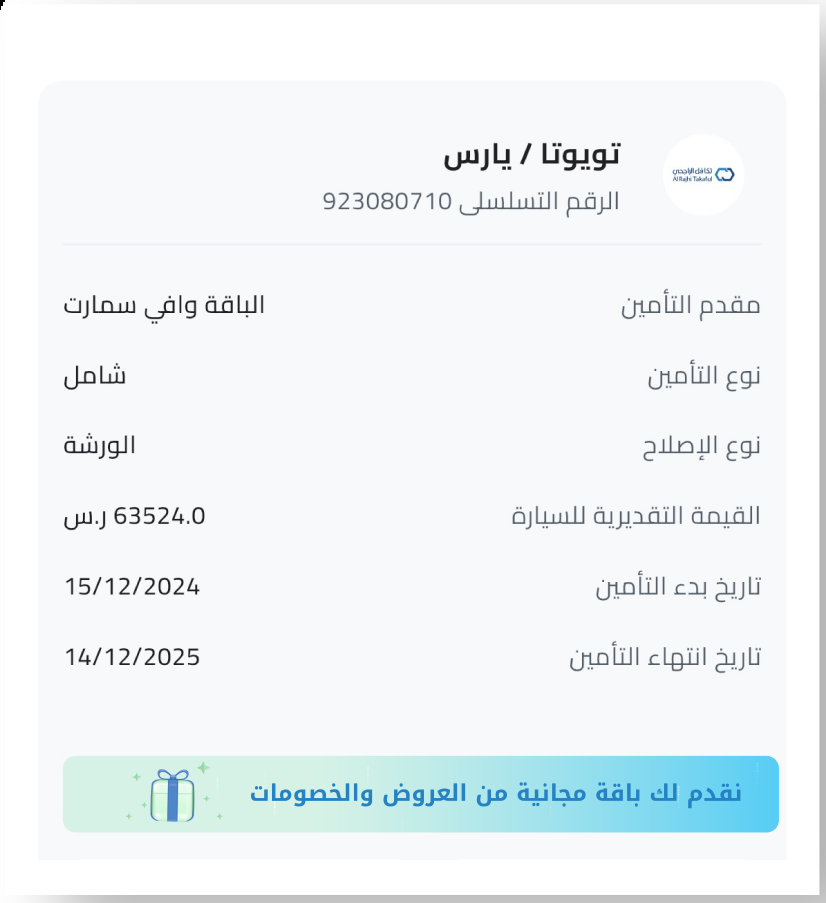 تويوتا / يارس
تكافل الراجحي
Al Rajhi Takaful
الرقم التسلسلى 923080710
مقدم التأمين الباقة وافي سمارت
نوع التأمين شامل
نوع الإصلاح الورشة
القيمة التقديرية للسيارة 63524.0 ر.س
تاريخ بدء التأمين 15/12/2024
تاريخ انتهاء التأمين 14/12/2025
نقدم لك باقة مجانية من العروض والخصومات